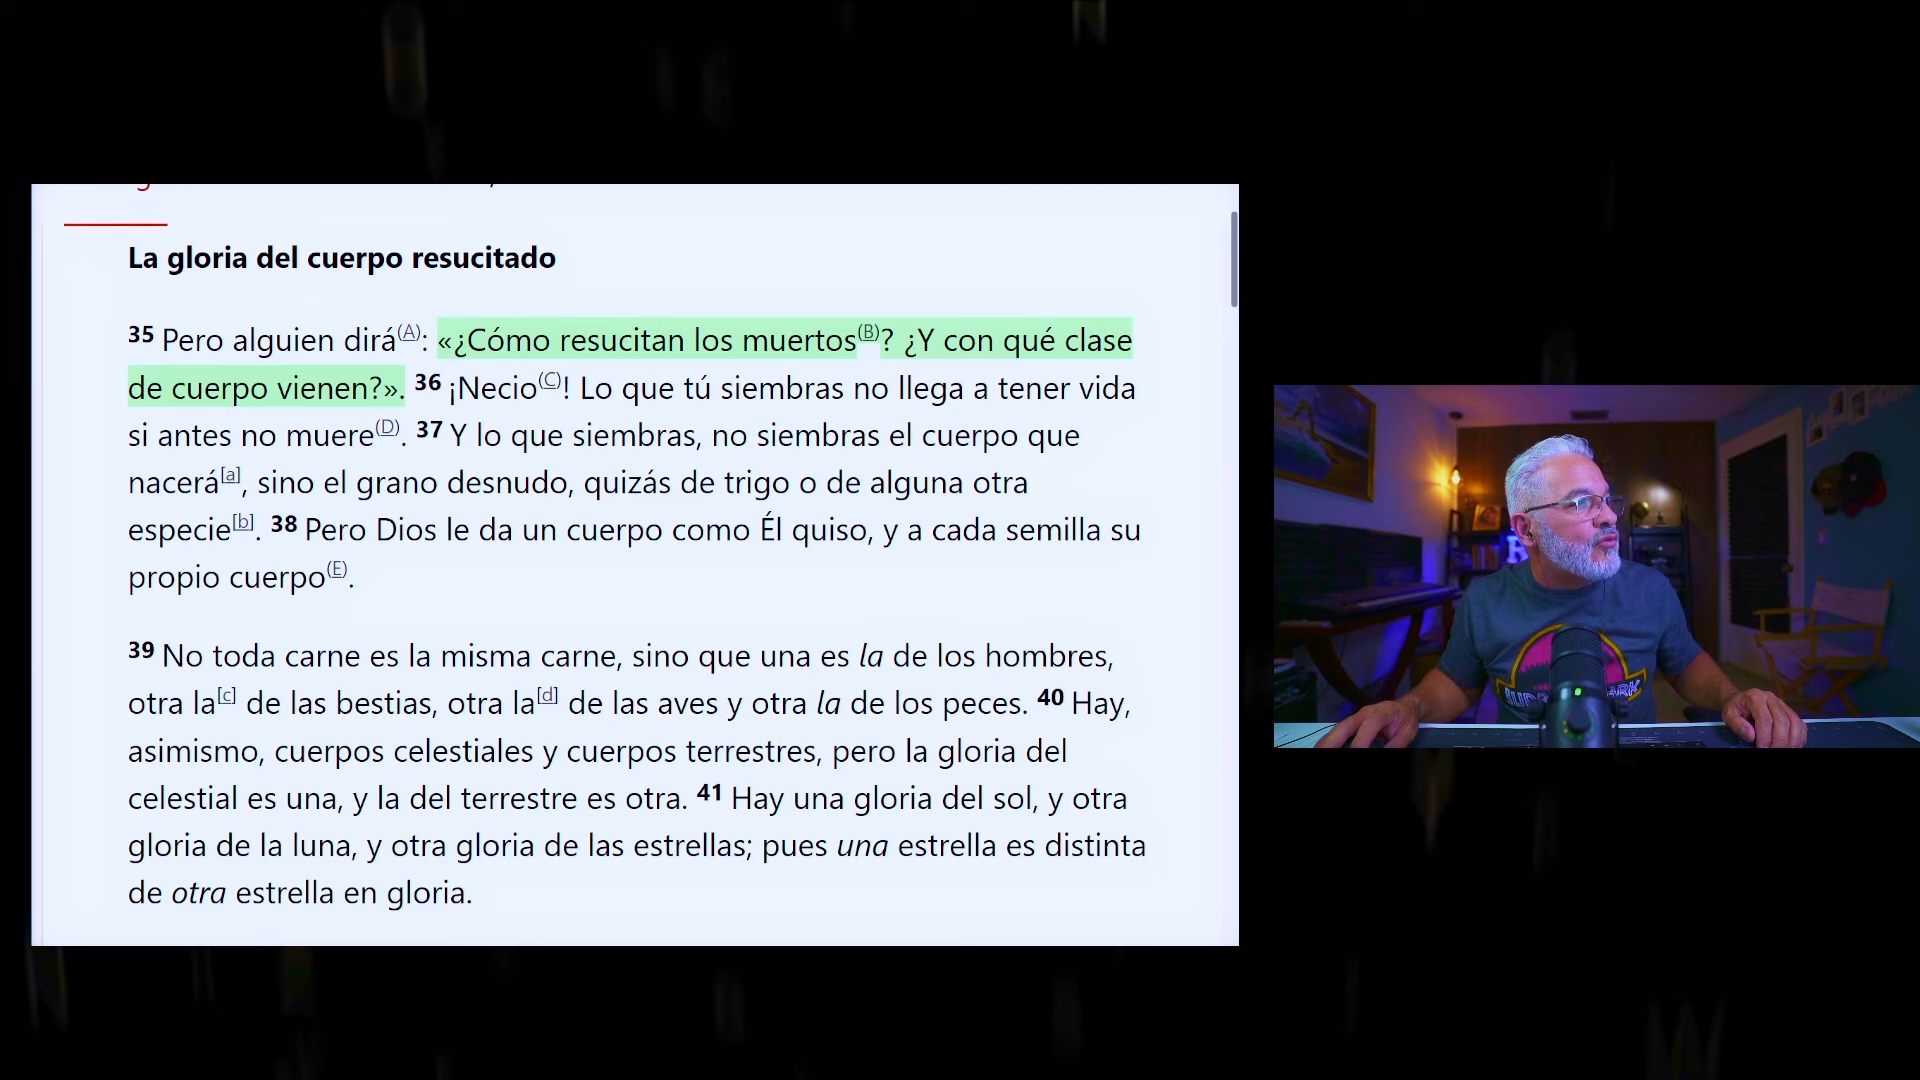 La gloria del cuerpo resucitado
35 Pero alguien dirá(A): «¿Cómo resucitan los muertos(B)? ¿Y con qué clase
de cuerpo vienen?». 36 ¡Necio(C)! Lo que tú siembras no llega a tener vida
si antes no muere(D). 37 Y lo que siembras, no siembras el cuerpo que
nacerá[a], sino el grano desnudo, quizás de trigo o de alguna otra
especie[b]. 38 Pero Dios le da un cuerpo como Él quiso, y a cada semilla su
propio cuerpo(E).
39 No toda carne es la misma carne, sino que una es la de los hombres,
otra la[c] de las bestias, otra la[d] de las aves y otra la de los peces. 40 Hay,
asimismo, cuerpos celestiales y cuerpos terrestres, pero la gloria del
celestial es una, y la del terrestre es otra. 41 Hay una gloria del sol, y otra
gloria de la luna, y otra gloria de las estrellas; pues una estrella es distinta
de otra estrella en gloria.